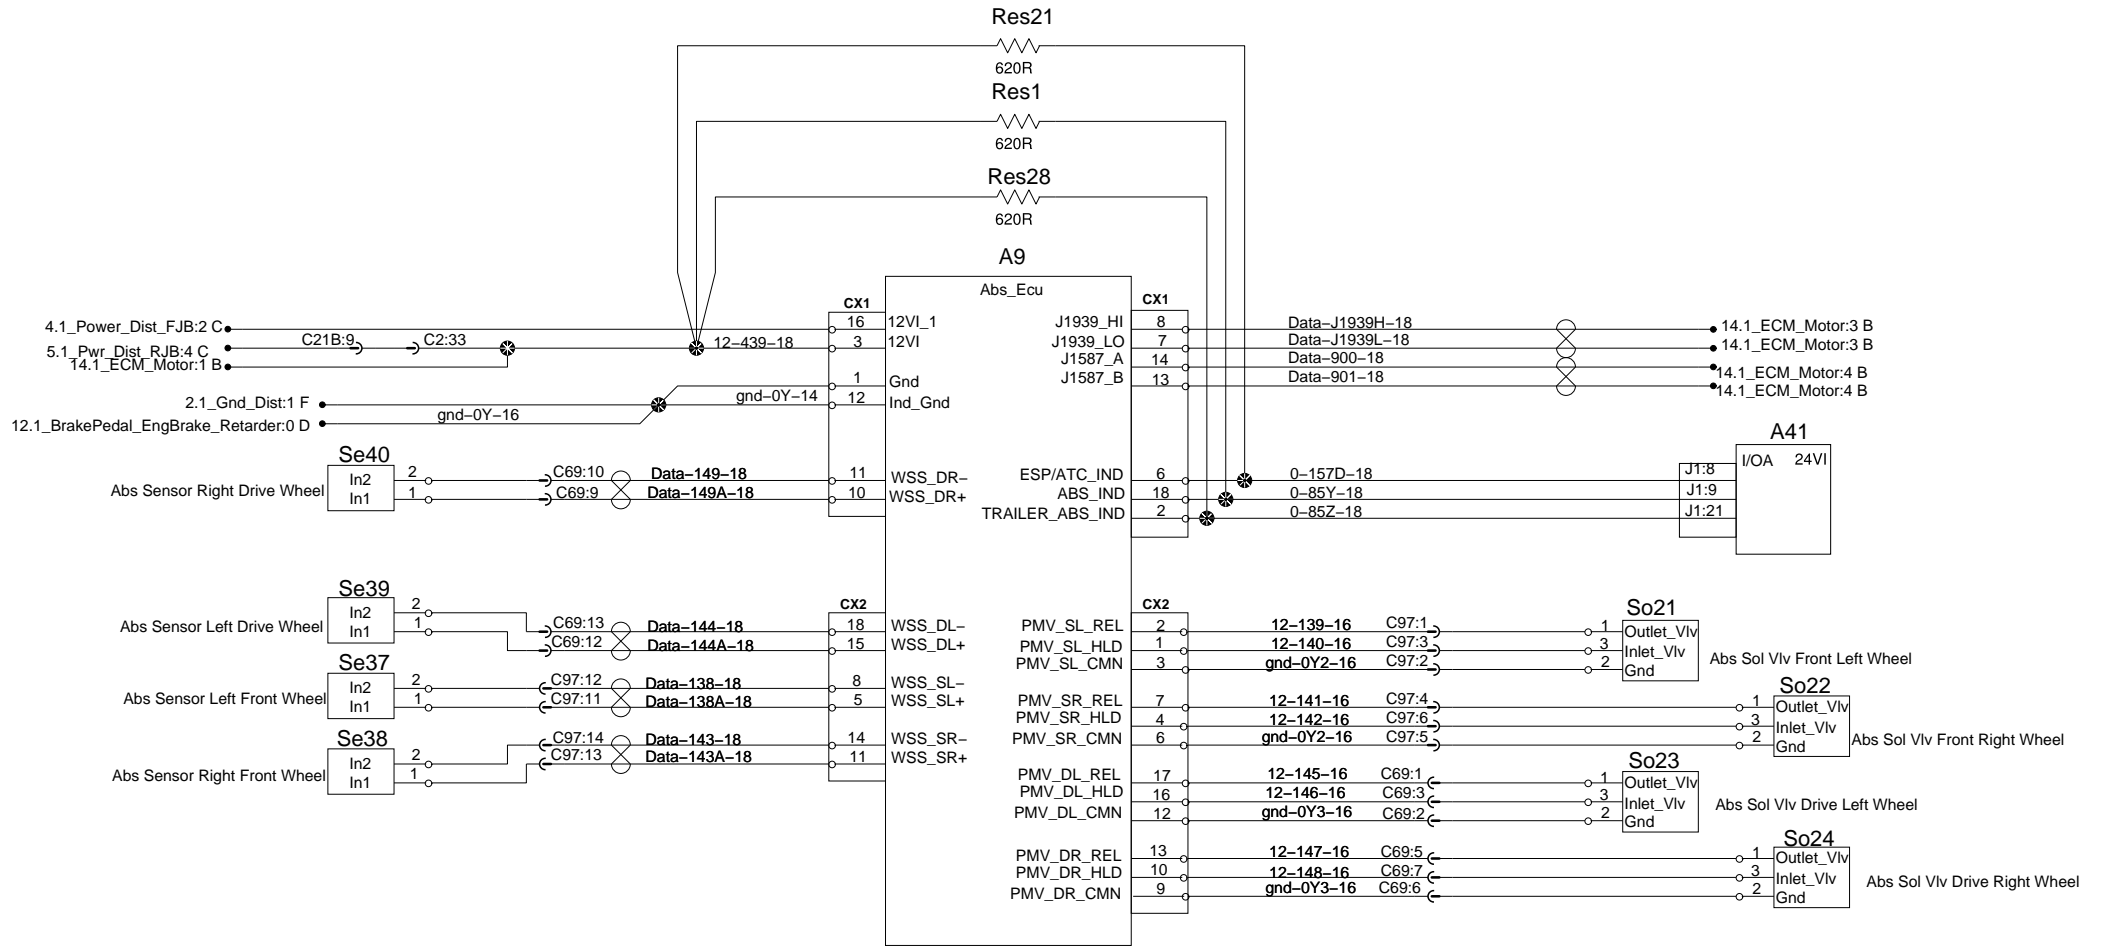 Res21
620R
Res1
620R
Res28
620R
A9
Abs_Ecu
CX1
CX1
4.1_Power_Dist_FJB:2 C
16 12VI_1
C21B:9 C2:33
5.1_Pwr_Dist_RJB:4 C
12–439–18
3 12VI
14.1_ECM_Motor:1 B
1 Gnd
2.1_Gnd_Dist:1 F
gnd–0Y–14
12 Ind_Gnd
gnd–0Y–16
12.1_BrakePedal_EngBrake_Retarder:0 D
J1939_HI 8 Data–J1939H–18 14.1_ECM_Motor:3 B
J1939_LO 7 Data–J1939L–18 14.1_ECM_Motor:3 B
J1587_A 14 Data–900–18 14.1_ECM_Motor:4 B
J1587_B 13 Data–901–18 14.1_ECM_Motor:4 B
Se40
Abs Sensor Right Drive Wheel
In2 2 C69:10 Data–149–18 11 WSS_DR–
In1 1 C69:9 Data–149A–18 10 WSS_DR+
A41
I/OA 24VI
ESP/ATC_IND 6 0–157D–18 J1:8
ABS_IND 18 0–85Y–18 J1:9
TRAILER_ABS_IND 2 0–85Z–18 J1:21
CX2
CX2
Se39
Abs Sensor Left Drive Wheel
In2 2 C69:13 Data–144–18 18 WSS_DL–
In1 1 C69:12 Data–144A–18 15 WSS_DL+
Se37
Abs Sensor Left Front Wheel
In2 2 C97:12 Data–138–18 8 WSS_SL–
In1 1 C97:11 Data–138A–18 5 WSS_SL+
Se38
Abs Sensor Right Front Wheel
In2 2 C97:14 Data–143–18 14 WSS_SR–
In1 1 C97:13 Data–143A–18 11 WSS_SR+
So21
PMV_SL_REL 2 12–139–16 C97:1 1 Outlet_Vlv
PMV_SL_HLD 1 12–140–16 C97:3 3 Inlet_Vlv
PMV_SL_CMN 3 gnd–0Y2–16 C97:2 2 Gnd
Abs Sol Vlv Front Left Wheel
So22
PMV_SR_REL 7 12–141–16 C97:4 1 Outlet_Vlv
PMV_SR_HLD 4 12–142–16 C97:6 3 Inlet_Vlv
PMV_SR_CMN 6 gnd–0Y2–16 C97:5 2 Gnd
Abs Sol Vlv Front Right Wheel
So23
PMV_DL_REL 17 12–145–16 C69:1 1 Outlet_Vlv
PMV_DL_HLD 16 12–146–16 C69:3 3 Inlet_Vlv
PMV_DL_CMN 12 gnd–0Y3–16 C69:2 2 Gnd
Abs Sol Vlv Drive Left Wheel
So24
PMV_DR_REL 13 12–147–16 C69:5 1 Outlet_Vlv
PMV_DR_HLD 10 12–148–16 C69:7 3 Inlet_Vlv
PMV_DR_CMN 9 gnd–0Y3–16 C69:6 2 Gnd
Abs Sol Vlv Drive Right Wheel